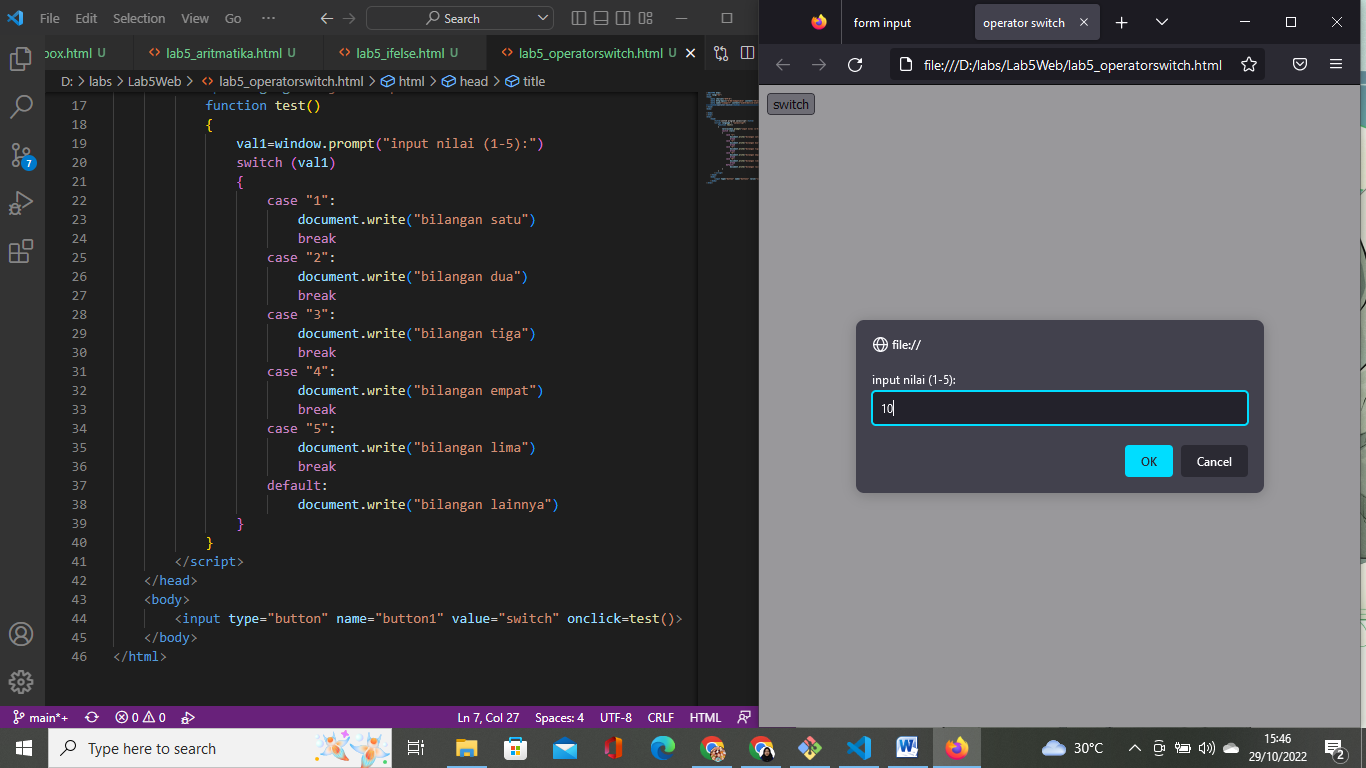 File Edit Selection View Go ··· Search
box.html U lab5_aritmatika.html U lab5_ifelse.html U lab5_operatorswitch.html U
D: > labs > Lab5Web > lab5_operatorswitch.html > html > head > title
17 function test()
18 {
19 val1=window.prompt("input nilai (1-5):")
20 switch (val1)
21 {
22 case "1":
23 document.write("bilangan satu")
24 break
25 case "2":
26 document.write("bilangan dua")
27 break
28 case "3":
29 document.write("bilangan tiga")
30 break
31 case "4":
32 document.write("bilangan empat")
33 break
34 case "5":
35 document.write("bilangan lima")
36 break
37 default:
38 document.write("bilangan lainnya")
39 }
40 }
41 </script>
42 </head>
43 <body>
44 <input type="button" name="button1" value="switch" onclick=test()>
45 </body>
46 </html>
7
main*+ 0 0 Ln 7, Col 27 Spaces: 4 UTF-8 CRLF HTML
form input operator switch
file:///D:/labs/Lab5Web/lab5_operatorswitch.html
switch
file://
input nilai (1-5):
10
OK Cancel
Type here to search
30°C
15:46
29/10/2022
2